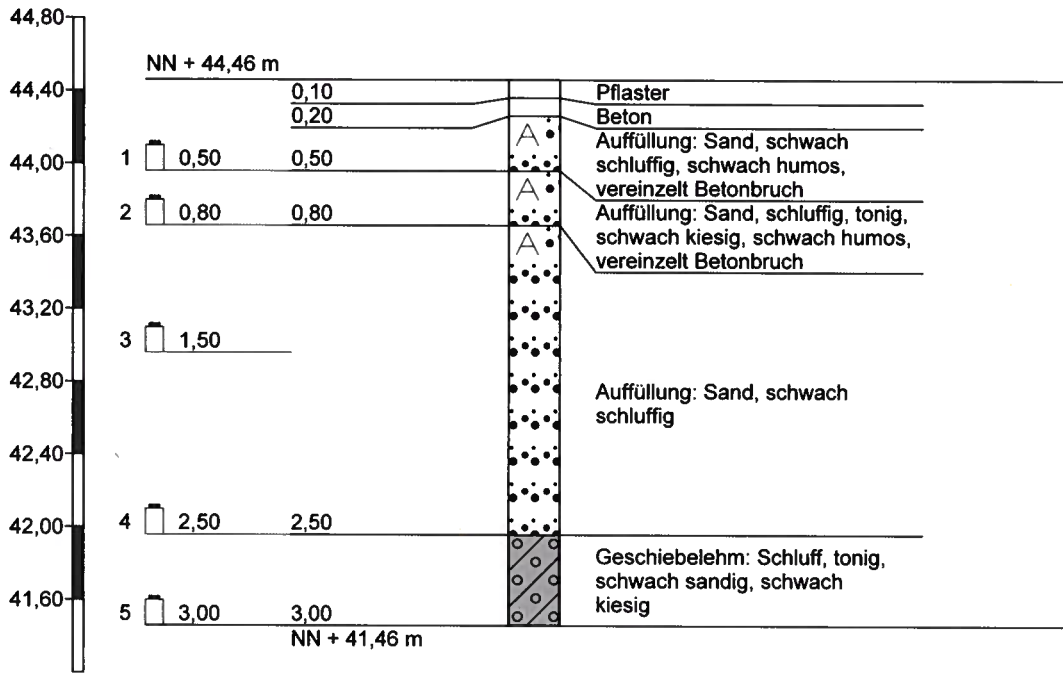 44,80
NN + 44,46 m
44,40
0,10 Pflaster
0,20 Beton
Auffüllung: Sand, schwach
schluffig, schwach humos,
vereinzelt Betonbruch
44,00
1 0,50 0,50
A
Auffüllung: Sand, schluffig, tonig,
schwach kiesig, schwach humos,
vereinzelt Betonbruch
2 0,80 0,80
A
43,60
A
43,20
3 1,50
42,80
Auffüllung: Sand, schwach
schluffig
42,40
42,00
4 2,50 2,50
Geschiebelehm: Schluff, tonig,
schwach sandig, schwach
kiesig
41,60
5 3,00 3,00
NN + 41,46 m